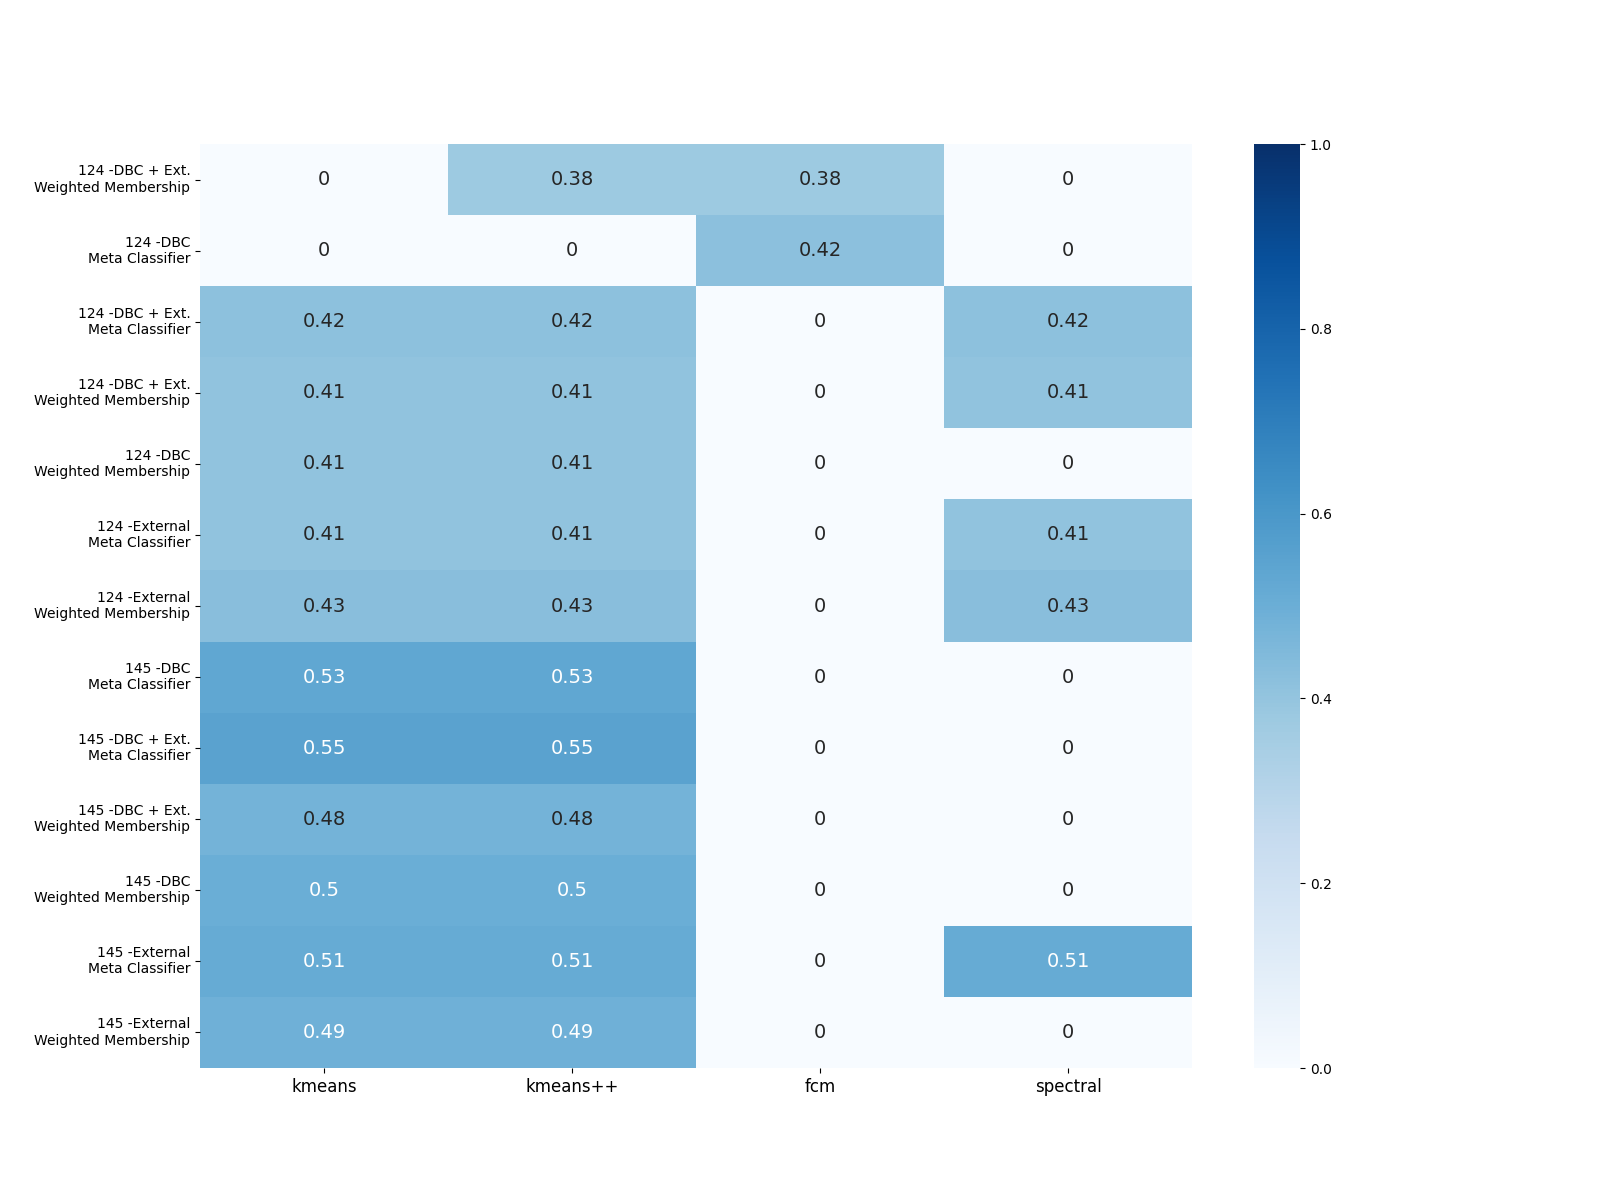 124 -DBC + Ext.
Weighted Membership
0 0.38 0.38 0
124 -DBC
Meta Classifier
0 0 0.42 0
124 -DBC + Ext.
Meta Classifier
0.42 0.42 0 0.42
124 -DBC + Ext.
Weighted Membership
0.41 0.41 0 0.41
124 -DBC
Weighted Membership
0.41 0.41 0 0
124 -External
Meta Classifier
0.41 0.41 0 0.41
124 -External
Weighted Membership
0.43 0.43 0 0.43
145 -DBC
Meta Classifier
0.53 0.53 0 0
145 -DBC + Ext.
Meta Classifier
0.55 0.55 0 0
145 -DBC + Ext.
Weighted Membership
0.48 0.48 0 0
145 -DBC
Weighted Membership
0.5 0.5 0 0
145 -External
Meta Classifier
0.51 0.51 0 0.51
145 -External
Weighted Membership
0.49 0.49 0 0
kmeans kmeans++ fcm spectral
1.0
0.8
0.6
0.4
0.2
0.0